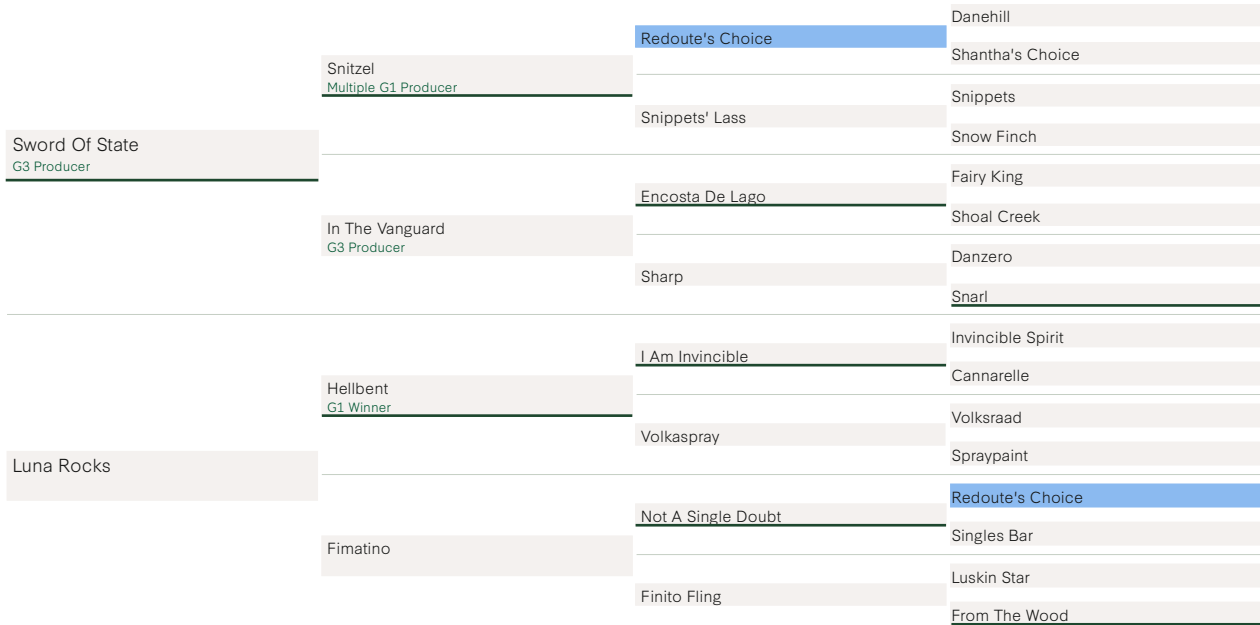 Sword Of State
G3 Producer
Luna Rocks
Snitzel
Multiple G1 Producer
In The Vanguard
G3 Producer
Hellbent
G1 Winner
Fimatino
Redoute's Choice
Snippets' Lass
Encosta De Lago
Sharp
I Am Invincible
Volkaspray
Not A Single Doubt
Finito Fling
Danehill
Shantha's Choice
Snippets
Snow Finch
Fairy King
Shoal Creek
Danzero
Snarl
Invincible Spirit
Cannarelle
Volksraad
Spraypaint
Redoute's Choice
Singles Bar
Luskin Star
From The Wood